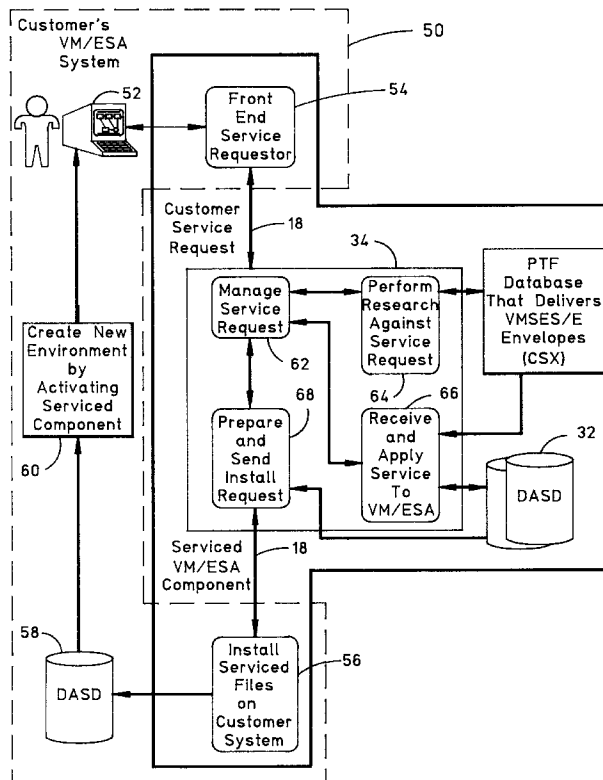 Customer's
VM/ESA
System
50
52
54
Front
End
Service
Requestor
Customer
Service
Request
18
34
Manage
Service
Request
62
Perform
Research
Against
Service
Request
64
PTF
Database
That Delivers
VMSES/E
Envelopes
(CSX)
Create New
Environment
by
Activating
Serviced
Component
60
68
Prepare
and
Send
Install
Request
66
Receive
and
Apply
Service
To
VM/ESA
32
DASD
Serviced
VM/ESA
Component
18
58
DASD
Install
Serviced
Files
on
Customer
System
56